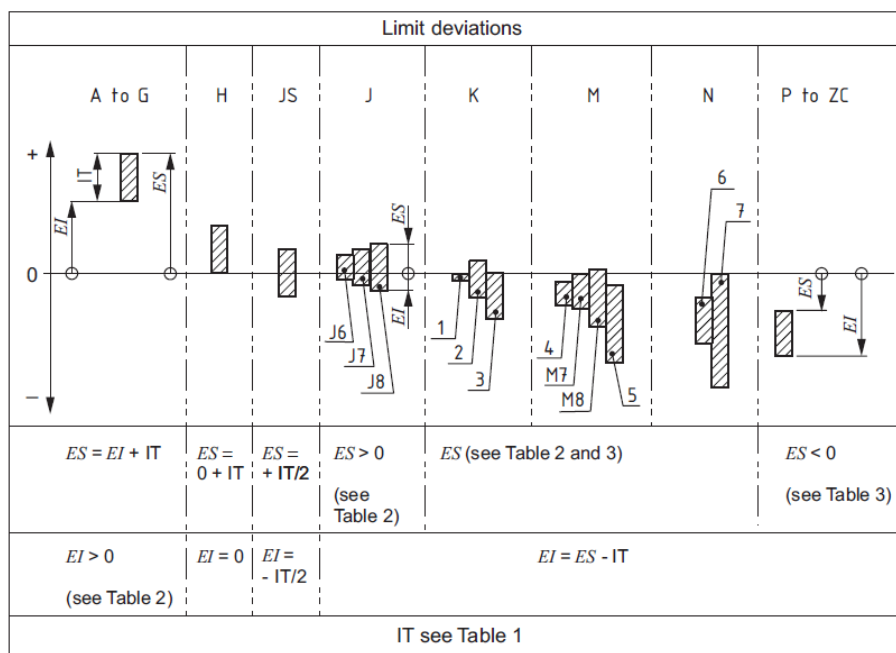 Limit deviations
A to G H JS J K M N P to ZC
+
IT
ES
EI
0
ES
EI
J6
J7
J8
1
2
3
4
M7
M8
5
6
7
ES
EI
−
ES = EI + IT
ES =
0 + IT
ES =
+ IT/2
ES > 0
(see
Table 2)
ES (see Table 2 and 3)
ES < 0
(see Table 3)
EI > 0
(see Table 2)
EI = 0
EI =
- IT/2
EI = ES - IT
IT see Table 1